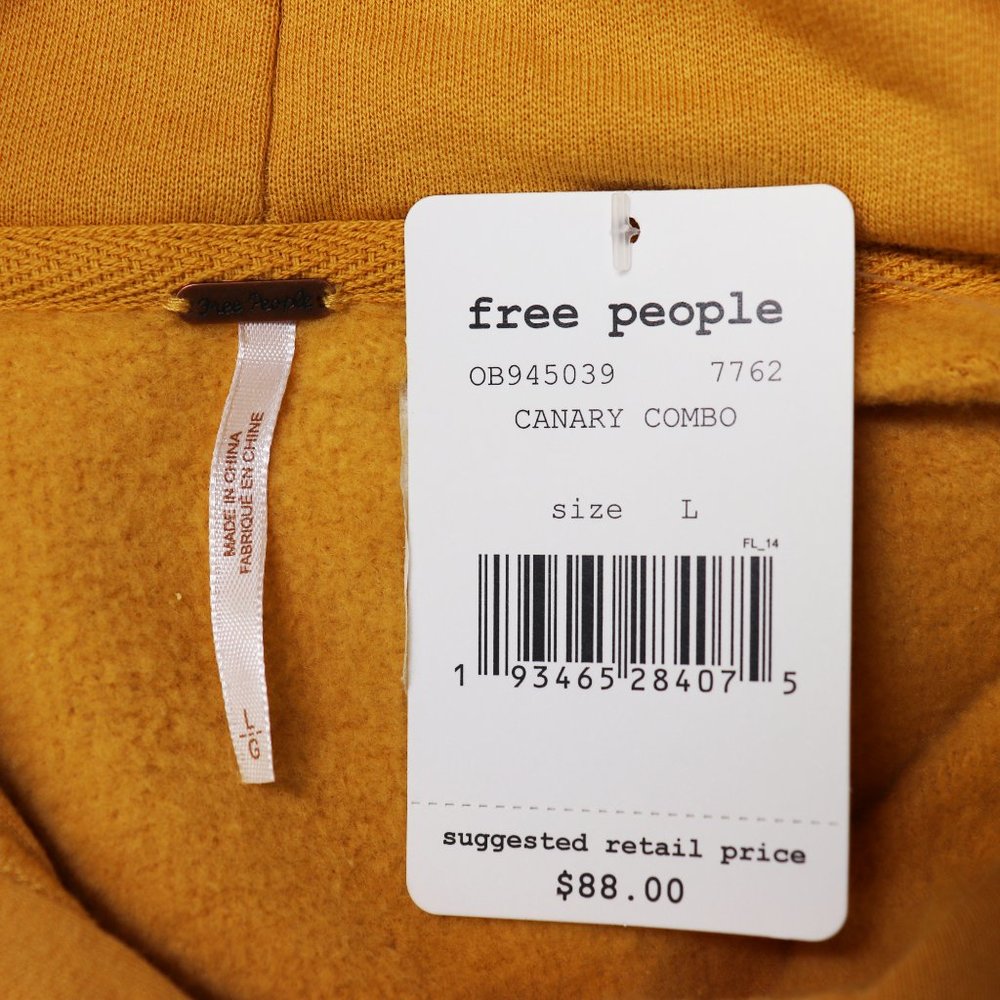 Free People
MADE IN CHINA
FABRIQUÉ EN CHINE
L
G
free people
OB945039 7762
CANARY COMBO
size L
FL_14
1 93465 28407 5
suggested retail price
$88.00